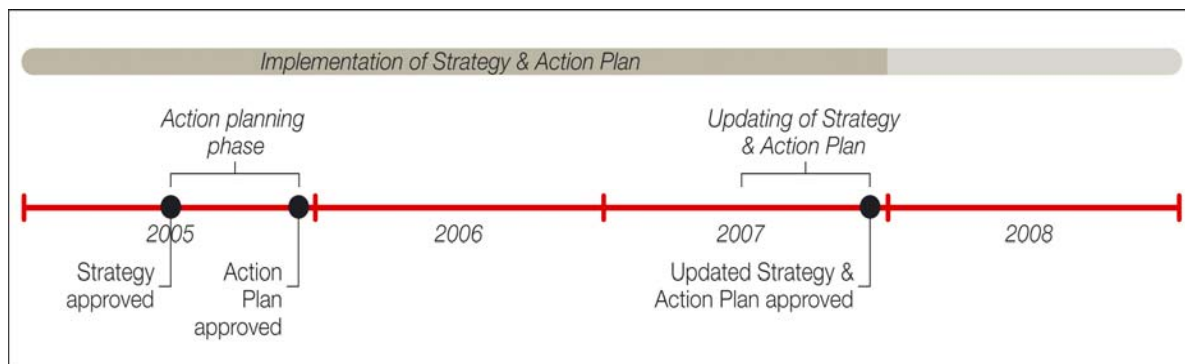 Implementation of Strategy & Action Plan
Action planning
phase
Updating of Strategy
& Action Plan
2005
2006
2007
2008
Strategy
approved
Action
Plan
approved
Updated Strategy &
Action Plan approved